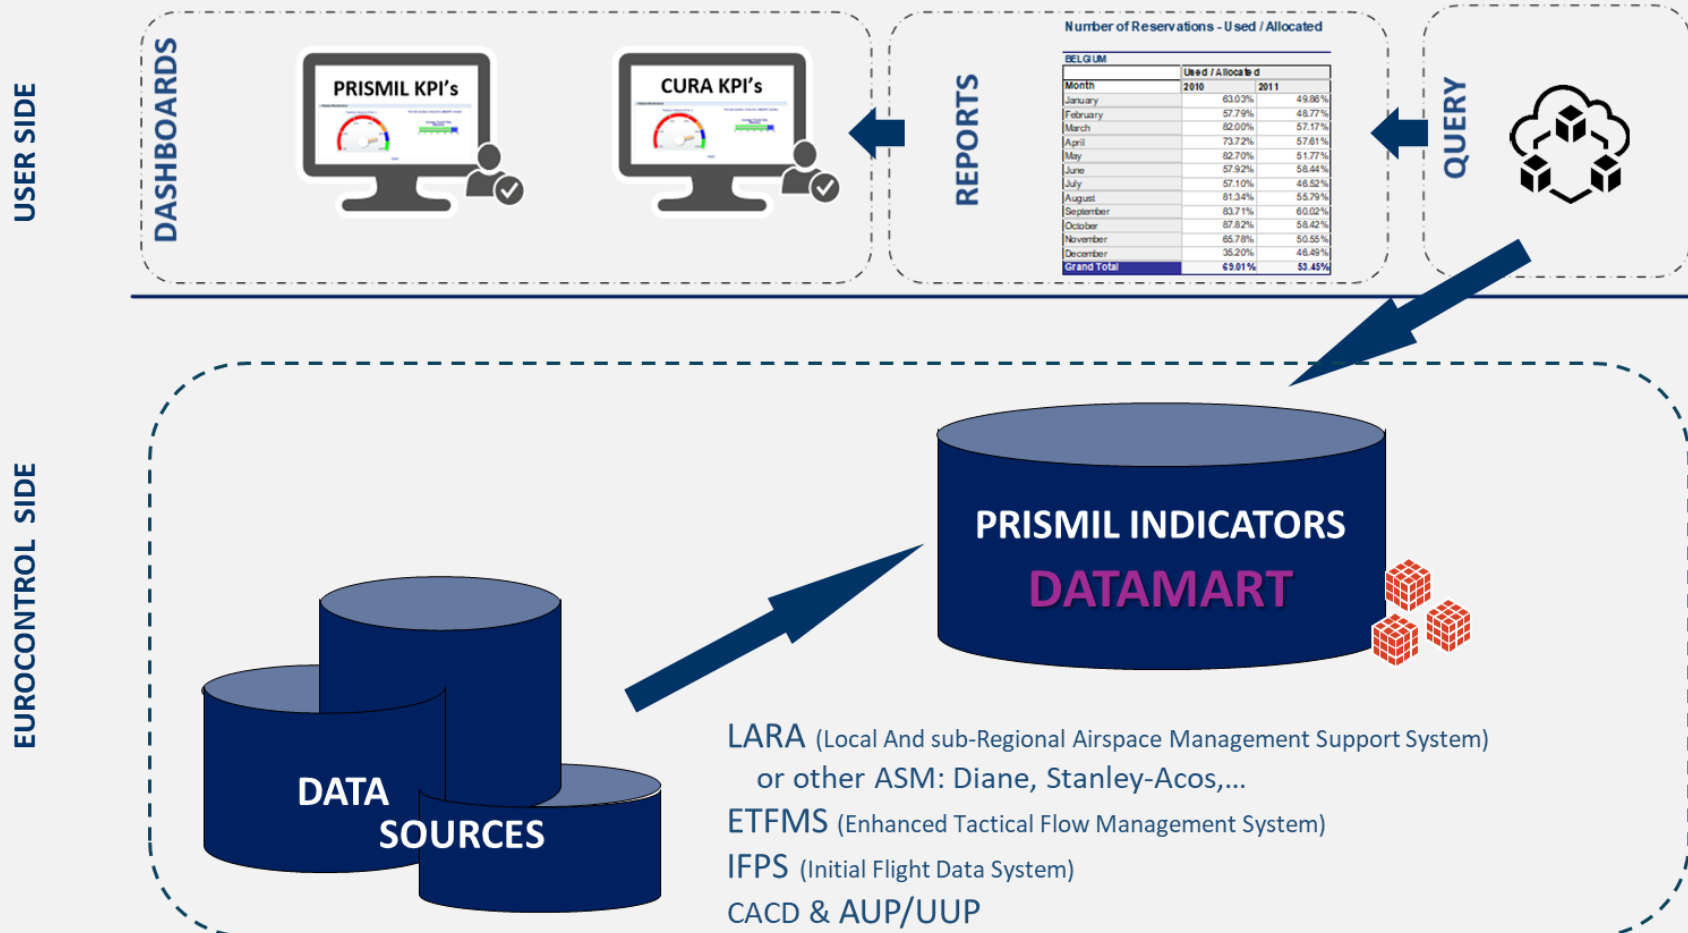 USER SIDE
DASHBOARDS
PRISMIL KPI's
CURA KPI's
REPORTS
Number of Reservations - Used / Allocated
BELGIUM
Used / Allocated
Month 2010 2011
January 63.03% 49.86%
February 57.79% 48.77%
March 82.00% 57.17%
April 73.72% 57.61%
May 82.70% 51.77%
June 57.92% 58.44%
July 57.10% 46.52%
August 81.34% 55.79%
September 83.71% 60.02%
October 87.82% 58.42%
November 65.78% 50.55%
December 35.20% 46.49%
Grand Total 69.01% 53.45%
QUERY
EUROCONTROL SIDE
PRISMIL INDICATORS
DATAMART
DATA
SOURCES
LARA (Local And sub-Regional Airspace Management Support System)
or other ASM: Diane, Stanley-Acos,...
ETFMS (Enhanced Tactical Flow Management System)
IFPS (Initial Flight Data System)
CACD & AUP/UUP